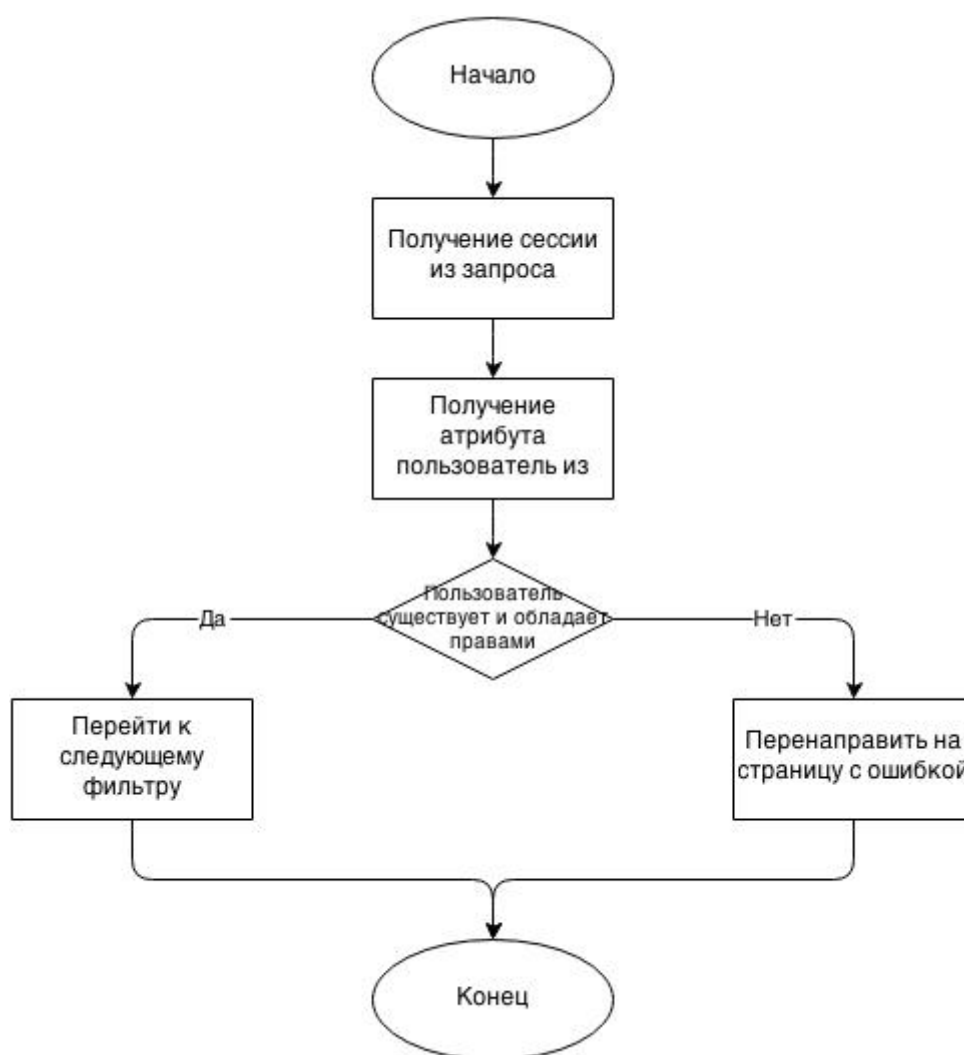 Начало
Получение сессии
из запроса
Получение
атрибута
пользователь из
Пользователь
существует и обладает
правами
Да
Нет
Перейти к
следующему
фильтру
Перенаправить на
страницу с ошибкой
Конец